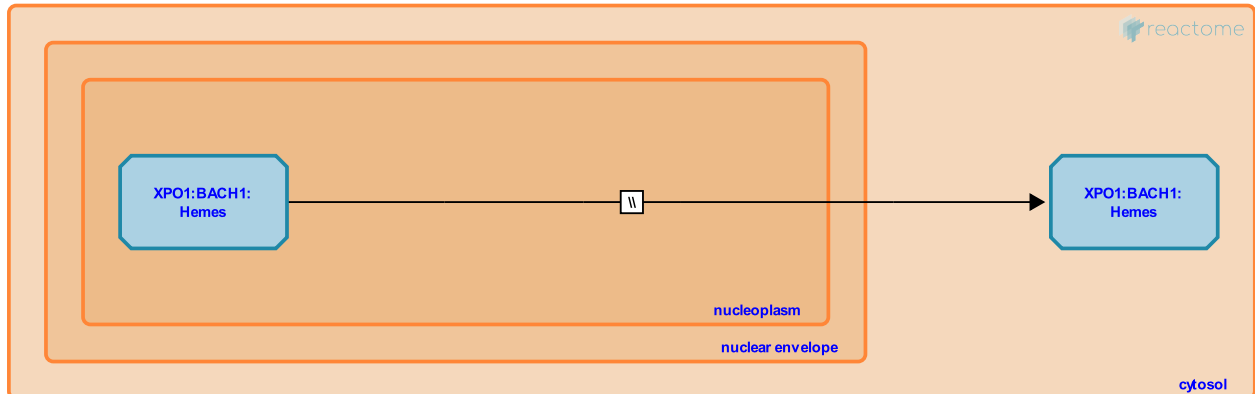 reactome
XPO1:BACH1:
Hemes
\\
XPO1:BACH1:
Hemes
nucleoplasm
nuclear envelope
cytosol